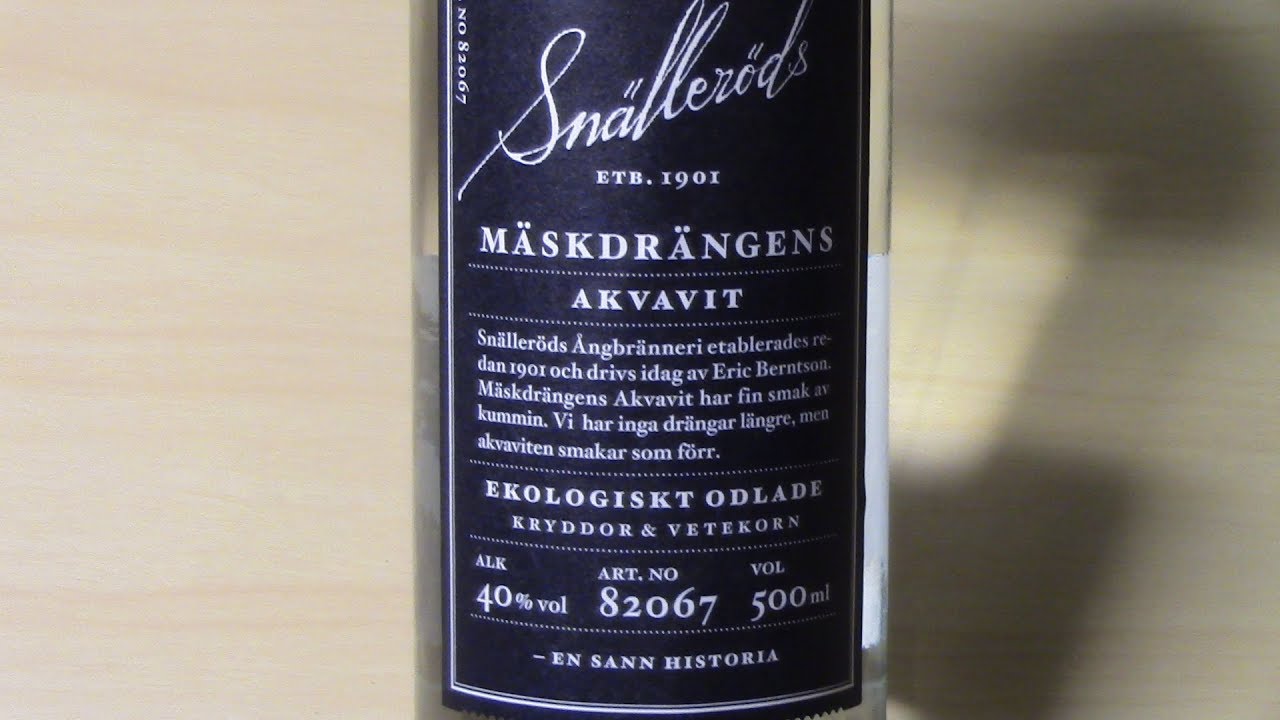 NO 82067
Snälleröds
ETB. 1901
MÄSKDRÄNGENS
AKVAVIT
Snälleröds Ångbränneri etablerades re-
dan 1901 och drivs idag av Eric Berntson.
Mäskdrängens Akvavit har fin smak av
kummin. Vi har inga drängar längre, men
akvaviten smakar som förr.
EKOLOGISKT ODLADE
KRYDDOR & VETEKORN
ALK ART. NO VOL
40% vol 82067 500 ml
– EN SANN HISTORIA